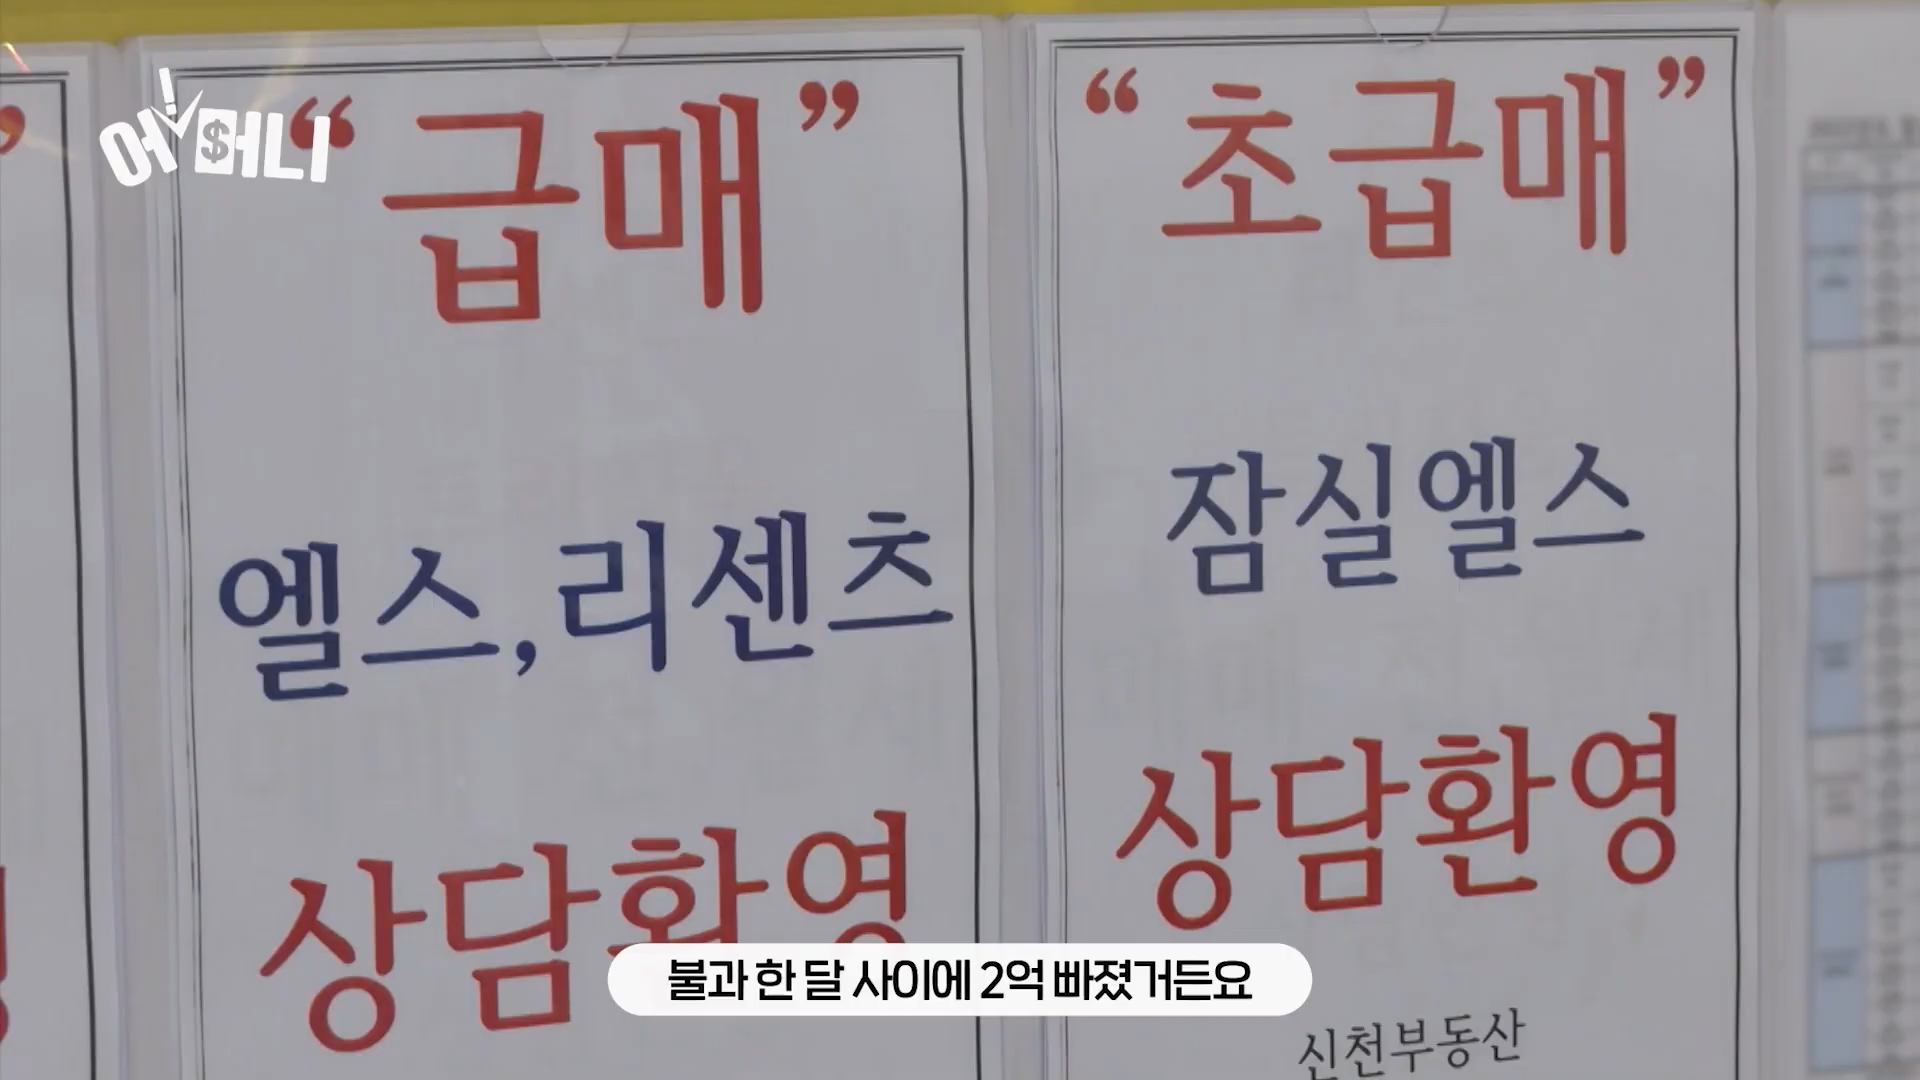 어!머니
“급매”
엘스,리센츠
상담환영
“초급매”
잠실엘스
상담환영
신천부동산
불과 한 달 사이에 2억 빠졌거든요